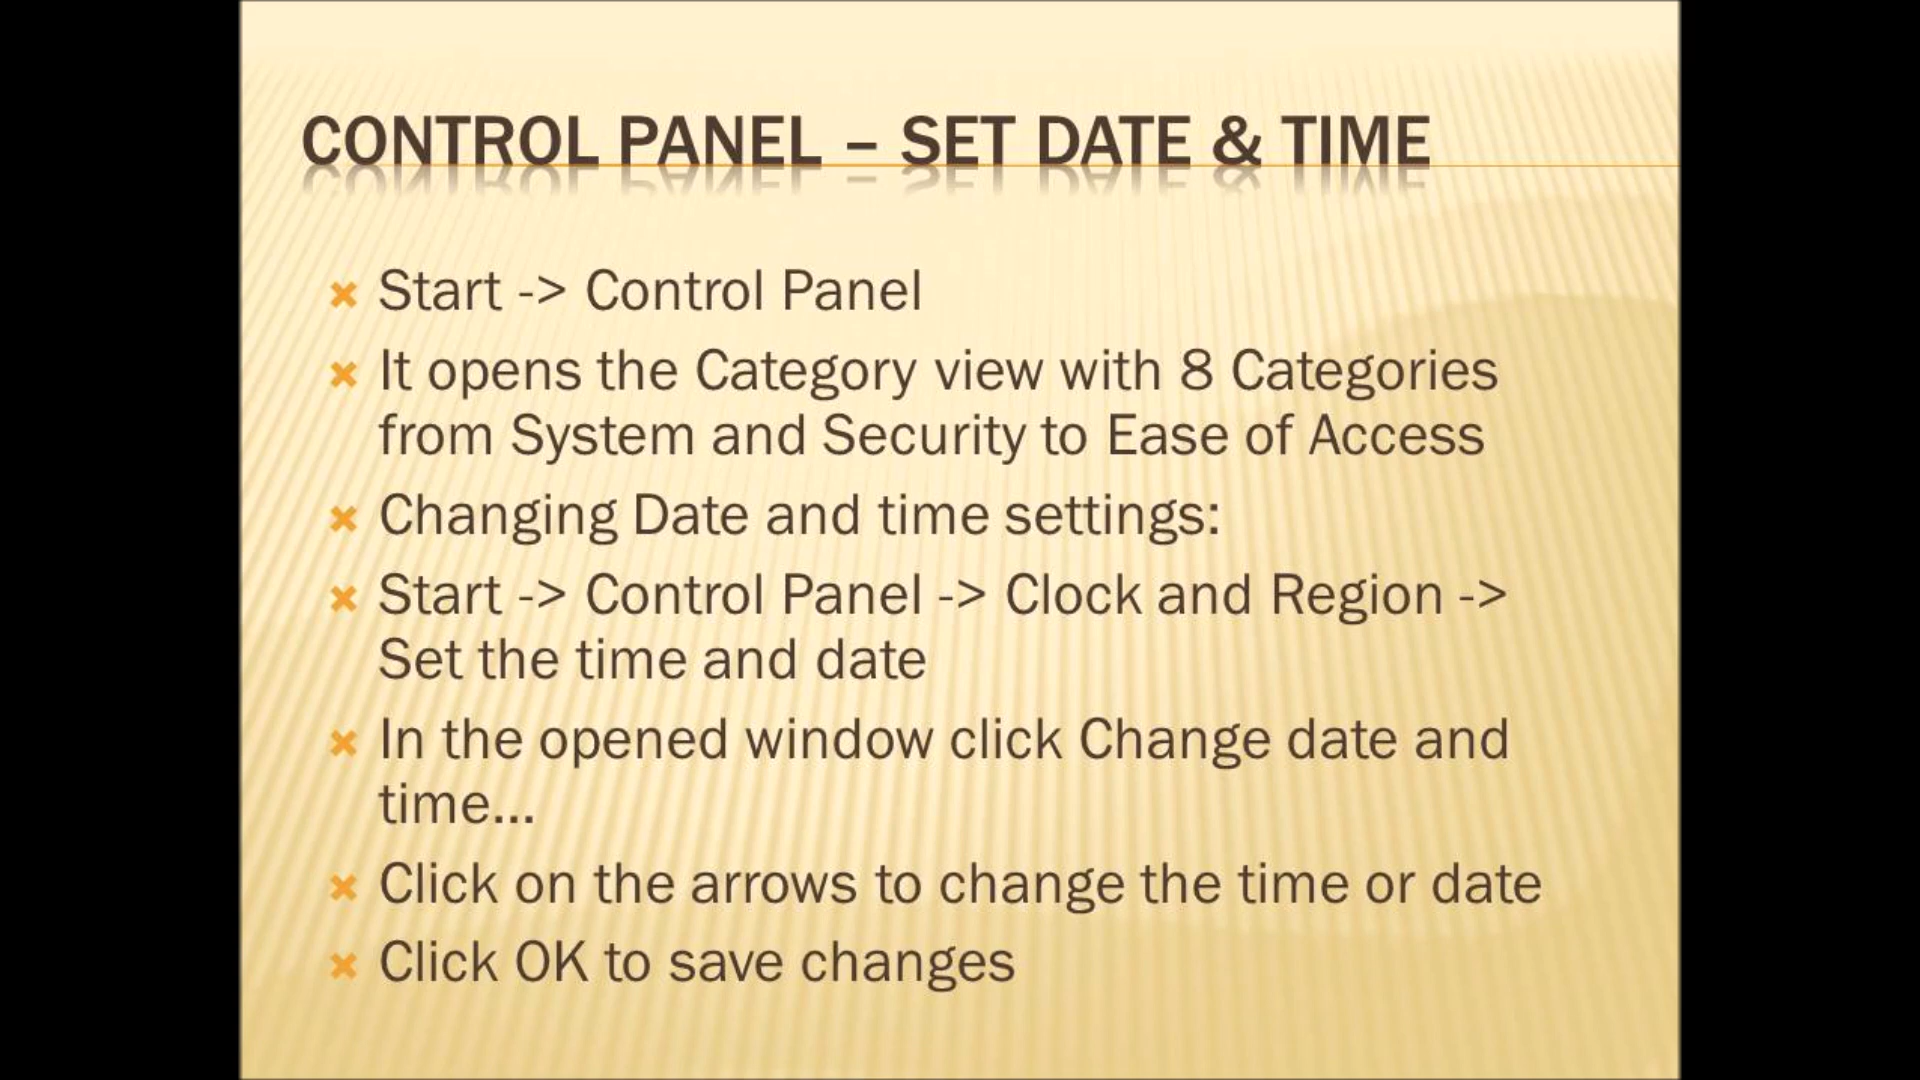 CONTROL PANEL – SET DATE & TIME
Start -> Control Panel
It opens the Category view with 8 Categories
from System and Security to Ease of Access
Changing Date and time settings:
Start -> Control Panel -> Clock and Region ->
Set the time and date
In the opened window click Change date and
time...
Click on the arrows to change the time or date
Click OK to save changes